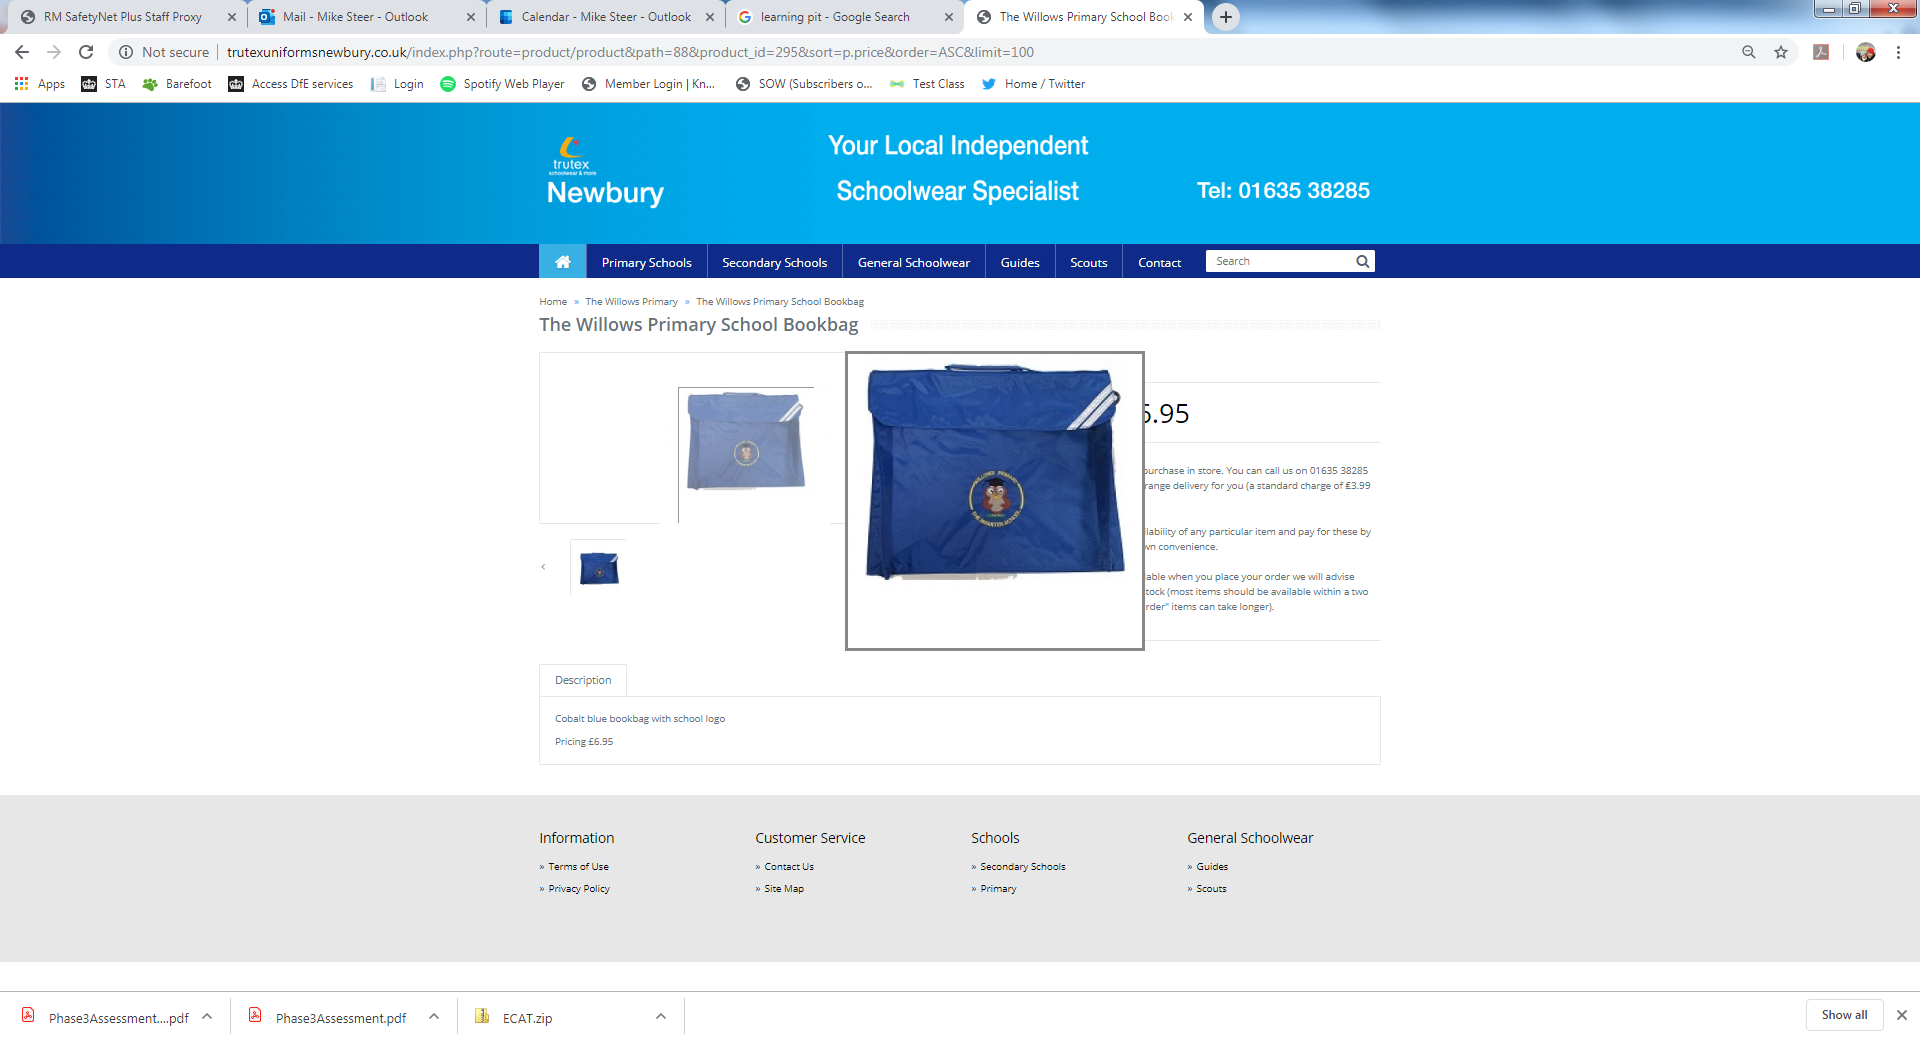 RM SafetyNet Plus Staff Proxy
Mail - Mike Steer - Outlook
Calendar - Mike Steer - Outlook
learning pit - Google Search
The Willows Primary School Book
Not secure
trutexuniformsnewbury.co.uk/index.php?route=product/product&path=88&product_id=295&sort=p.price&order=ASC&limit=100
Apps
STA
Barefoot
Access DfE services
Login
Spotify Web Player
Member Login | Kn...
SOW (Subscribers o...
Test Class
Home / Twitter
trutex
schoolwear & more
Newbury
Your Local Independent
Schoolwear Specialist
Tel: 01635 38285
Primary Schools
Secondary Schools
General Schoolwear
Guides
Scouts
Contact
Search
Home » The Willows Primary » The Willows Primary School Bookbag
The Willows Primary School Bookbag
WILLOWS PRIMARY
THE SMARTER SCHOOL
.95
urchase in store. You can call us on 01635 38285
range delivery for you (a standard charge of £3.99
lability of any particular item and pay for these by
wn convenience.
able when you place your order we will advise
tock (most items should be available within a two
rder" items can take longer).
Description
Cobalt blue bookbag with school logo
Pricing £6.95
Information
» Terms of Use
» Privacy Policy
Customer Service
» Contact Us
» Site Map
Schools
» Secondary Schools
» Primary
General Schoolwear
» Guides
» Scouts
Phase3Assessment....pdf
Phase3Assessment.pdf
ECAT.zip
Show all